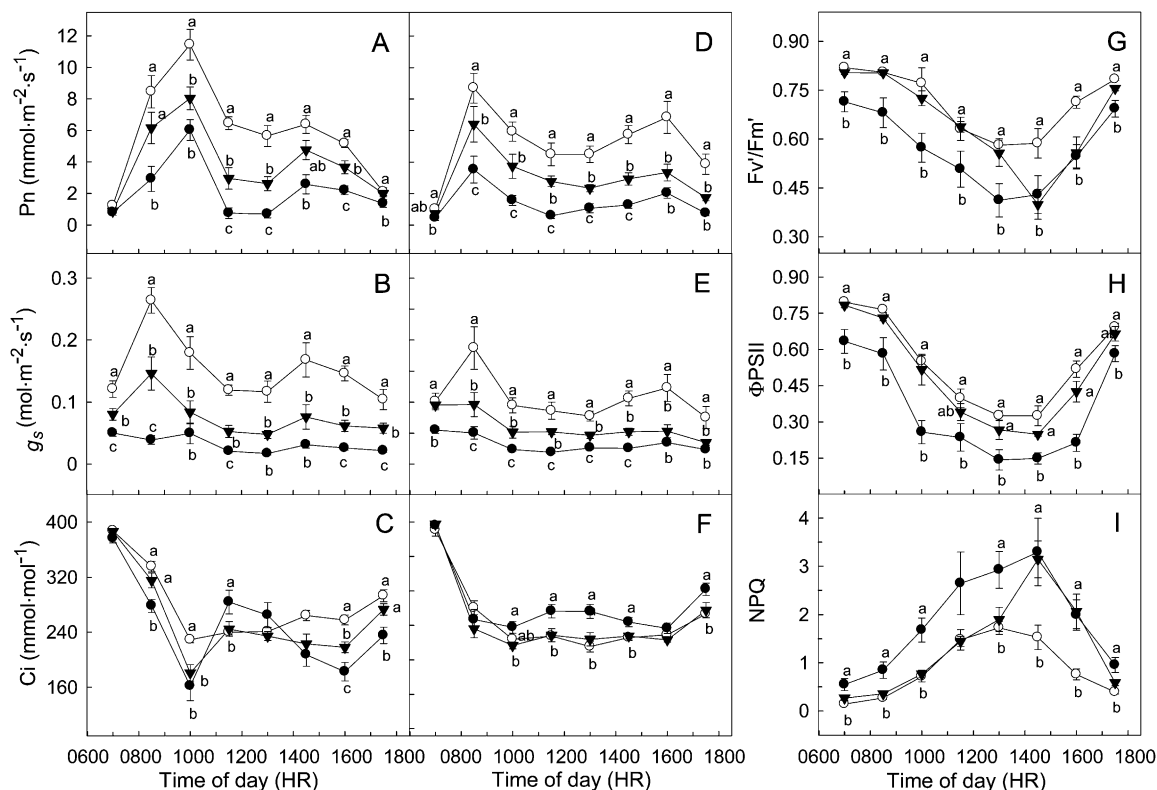 A
Pn (mmol·m⁻²·s⁻¹)
12
10
8
6
4
2
0
a
a
a
a
a
a
a
a
b
b
b
ab
b
b
b
c
c
b
c
b
D
a
a
a
a
a
a
a
a
ab
b
b
b
b
b
b
b
b
c
c
c
c
c
b
b
G
Fv'/Fm'
0.90
0.75
0.60
0.45
0.30
a
a
a
a
a
a
a
a
b
b
b
b
b
b
b
b
B
gs (mol·m⁻²·s⁻¹)
0.3
0.2
0.1
0
a
a
a
a
a
a
a
b
b
b
b
b
b
b
b
c
c
b
c
b
b
c
c
E
a
a
a
a
a
a
a
a
b
b
b
b
b
b
b
b
c
c
c
b
b
b
b
H
ΦPSII
0.90
0.75
0.60
0.45
0.30
0.15
a
a
a
a
a
a
a
a
ab
a
a
a
ab
b
b
b
b
b
b
b
b
C
Ci (mmol·mol⁻¹)
400
320
240
160
a
a
a
a
a
a
a
b
b
b
b
b
c
b
F
a
a
a
a
a
a
ab
b
b
b
b
b
I
NPQ
4
3
2
1
0
a
a
a
a
a
a
a
b
b
b
b
b
b
0600 0800 1000 1200 1400 1600
Time of day (HR)
0600 0800 1000 1200 1400 1600 1800
Time of day (HR)
0600 0800 1000 1200 1400 1600 1800
Time of day (HR)